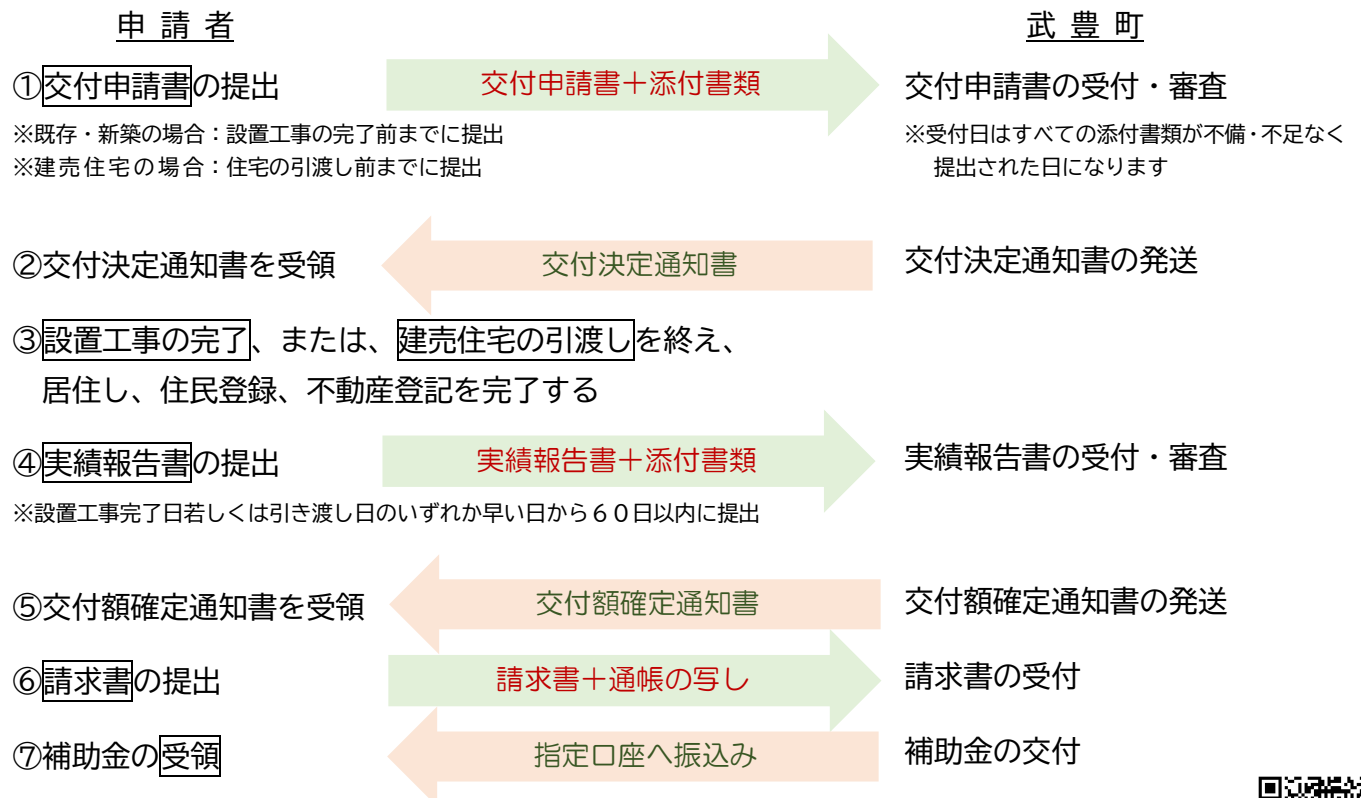 申請者
武豊町
①交付申請書の提出
交付申請書＋添付書類
交付申請書の受付・審査
※既存・新築の場合：設置工事の完了前までに提出
※建売住宅の場合：住宅の引渡し前までに提出
※受付日はすべての添付書類が不備・不足なく
提出された日になります
②交付決定通知書を受領
交付決定通知書
交付決定通知書の発送
③設置工事の完了、または、建売住宅の引渡しを終え、
居住し、住民登録、不動産登記を完了する
④実績報告書の提出
実績報告書＋添付書類
実績報告書の受付・審査
※設置工事完了日若しくは引き渡し日のいずれか早い日から６０日以内に提出
⑤交付額確定通知書を受領
交付額確定通知書
交付額確定通知書の発送
⑥請求書の提出
請求書＋通帳の写し
請求書の受付
⑦補助金の受領
指定口座へ振込み
補助金の交付